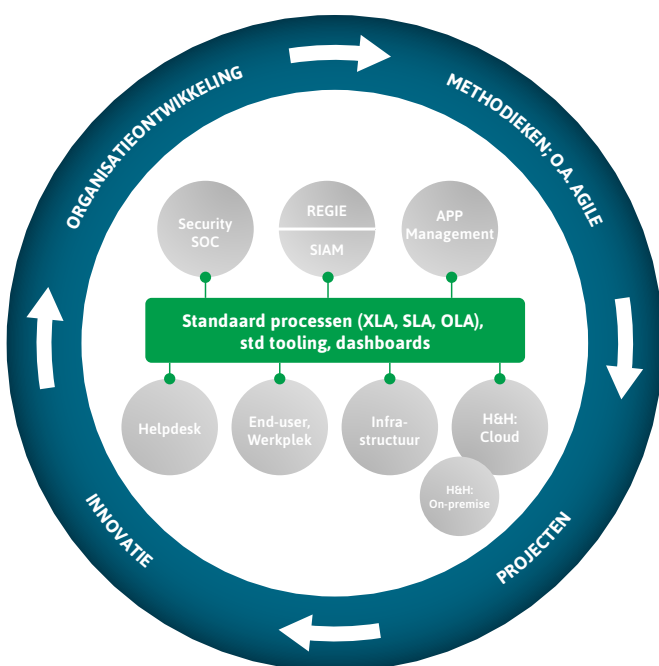 ORGANISATIEONTWIKKELING
METHODIEKEN; O.A. AGILE
Security
SOC
REGIE
SIAM
APP
Management
Standaard processen (XLA, SLA, OLA),
std tooling, dashboards
Helpdesk
End-user,
Werkplek
Infra-
structuur
H&H:
Cloud
H&H:
On-premise
INNOVATIE
PROJECTEN